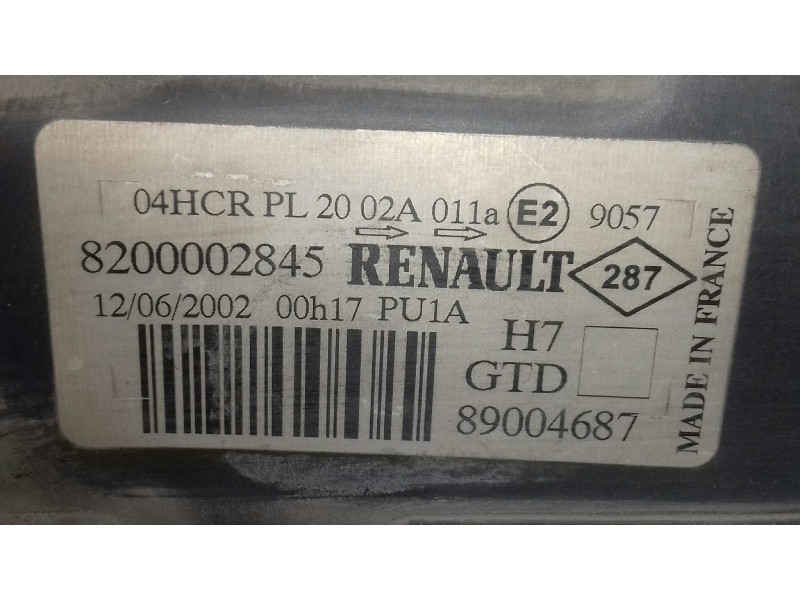 04HCR PL 20 02A 011a E2 9057
8200002845 RENAULT 287
12/06/2002 00h17 PU1A
H7
GTD
89004687
MADE IN FRANCE